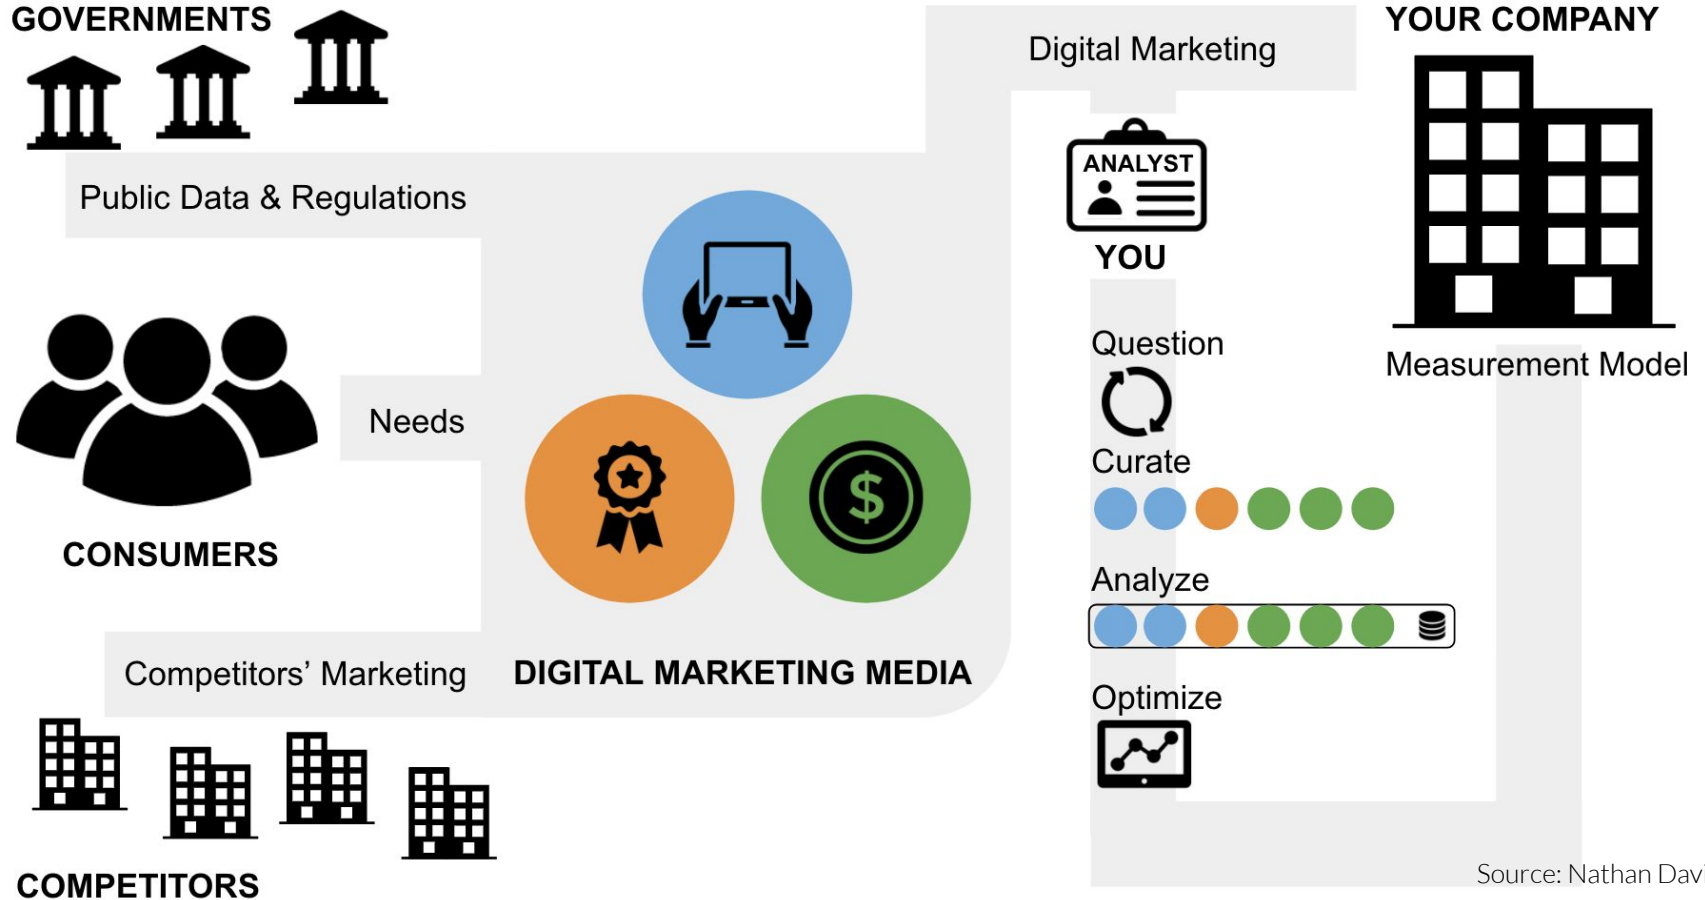 GOVERNMENTS
Public Data & Regulations
CONSUMERS
Needs
Competitors’ Marketing
COMPETITORS
$
DIGITAL MARKETING MEDIA
Digital Marketing
ANALYST
YOU
Question
Curate
Analyze
Optimize
YOUR COMPANY
Measurement Model
Source: Nathan Davi